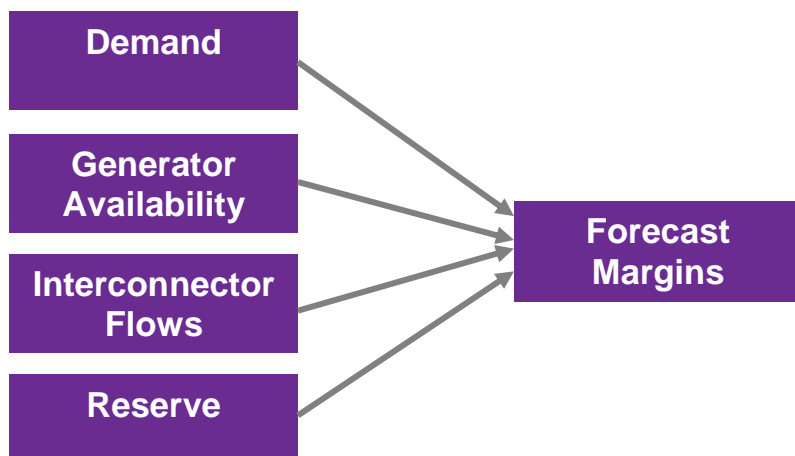 Demand
Generator
Availability
Interconnector
Flows
Reserve
Forecast
Margins